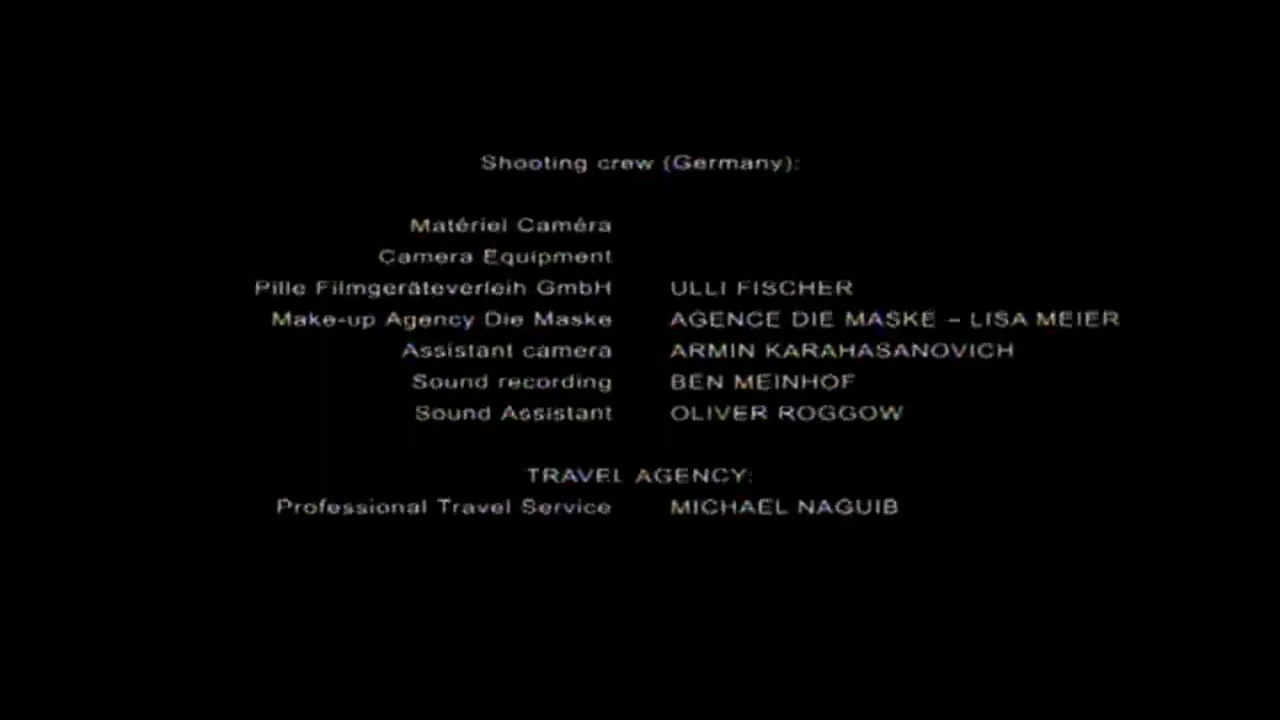 Shooting crew (Germany):
Matériel Caméra
Camera Equipment
Pille Filmgeräteverleih GmbH ULLI FISCHER
Make-up Agency Die Maske AGENCE DIE MASKE – LISA MEIER
Assistant camera ARMIN KARAHASANOVICH
Sound recording BEN MEINHOF
Sound Assistant OLIVER ROGGOW
TRAVEL AGENCY:
Professional Travel Service MICHAEL NAGUIB